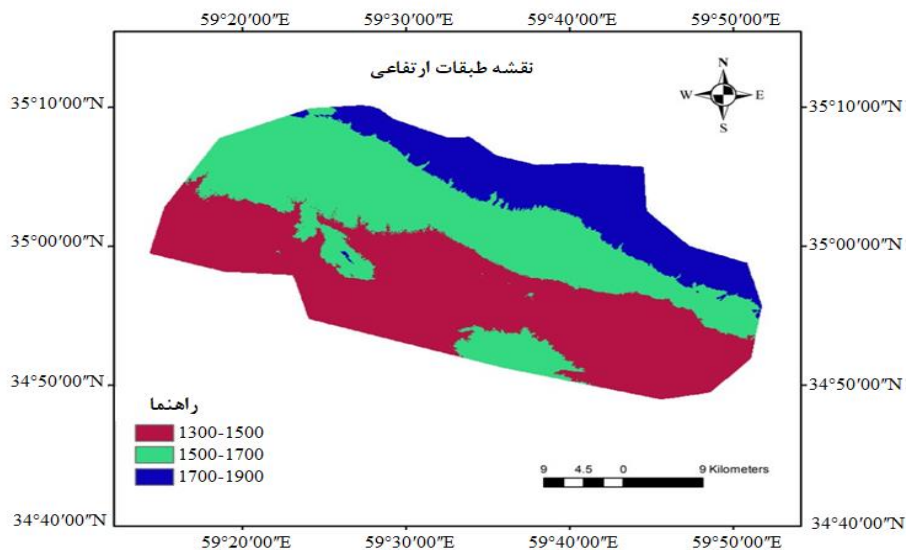 59°20′00″E 59°30′00″E 59°40′00″E 59°50′00″E
نقشه طبقات ارتفاعی
N
W E
S
35°10′00″N 35°10′00″N
35°00′00″N 35°00′00″N
34°50′00″N 34°50′00″N
راهنما
1300-1500
1500-1700
1700-1900
9 4.5 0 9 Kilometers
34°40′00″N 34°40′00″N
59°20′00″E 59°30′00″E 59°40′00″E 59°50′00″E